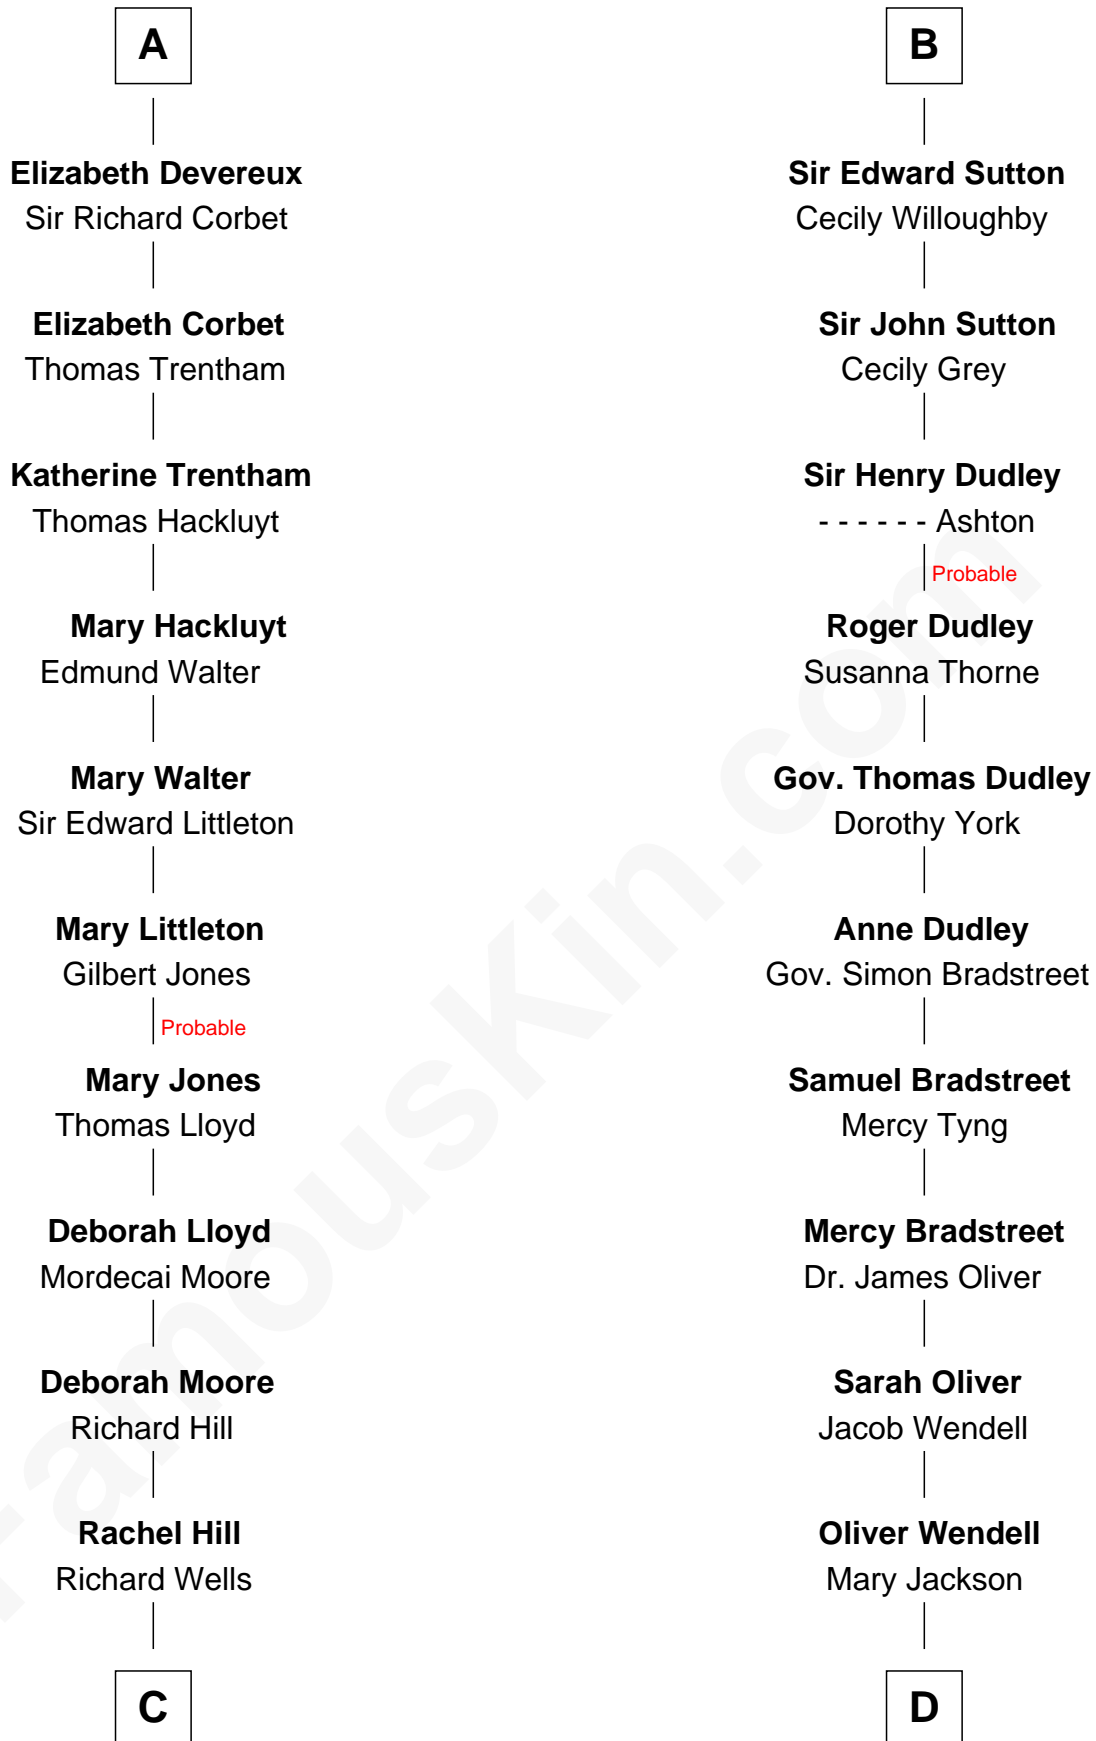 A
Elizabeth Devereux
Sir Richard Corbet
Elizabeth Corbet
Thomas Trentham
Katherine Trentham
Thomas Hackluyt
Mary Hackluyt
Edmund Walter
Mary Walter
Sir Edward Littleton
Mary Littleton
Gilbert Jones
Probable
Mary Jones
Thomas Lloyd
Deborah Lloyd
Mordecai Moore
Deborah Moore
Richard Hill
Rachel Hill
Richard Wells
C
B
Sir Edward Sutton
Cecily Willoughby
Sir John Sutton
Cecily Grey
Sir Henry Dudley
- - - - - - Ashton
Probable
Roger Dudley
Susanna Thorne
Gov. Thomas Dudley
Dorothy York
Anne Dudley
Gov. Simon Bradstreet
Samuel Bradstreet
Mercy Tyng
Mercy Bradstreet
Dr. James Oliver
Sarah Oliver
Jacob Wendell
Oliver Wendell
Mary Jackson
D
FamousKin.com